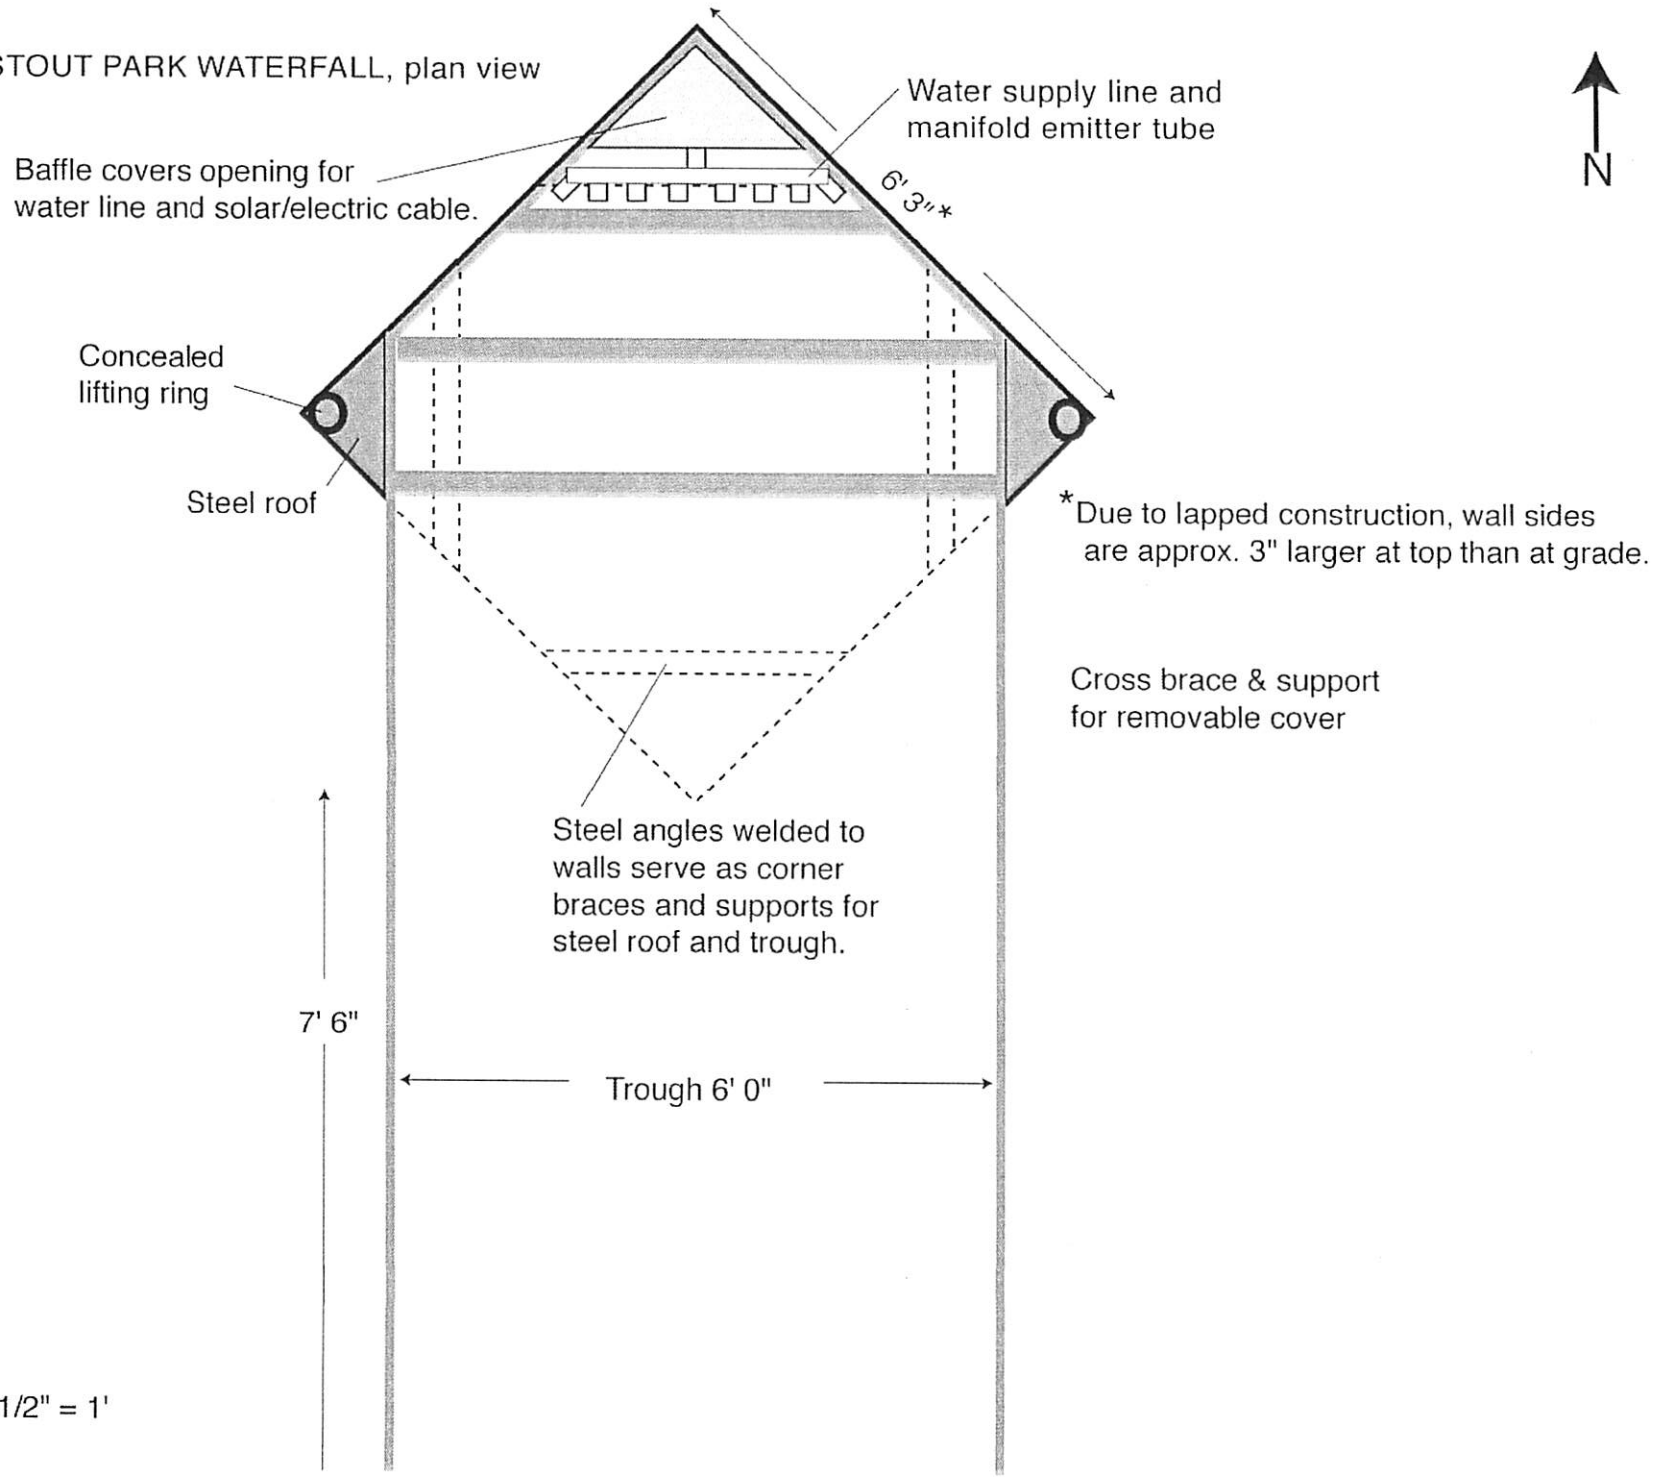 STOUT PARK WATERFALL, plan view
Water supply line and
manifold emitter tube
N
Baffle covers opening for
water line and solar/electric cable.
6' 3"*
Concealed
lifting ring
Steel roof
*Due to lapped construction, wall sides
are approx. 3" larger at top than at grade.
Cross brace & support
for removable cover
Steel angles welded to
walls serve as corner
braces and supports for
steel roof and trough.
7' 6"
Trough 6' 0"
1/2" = 1'